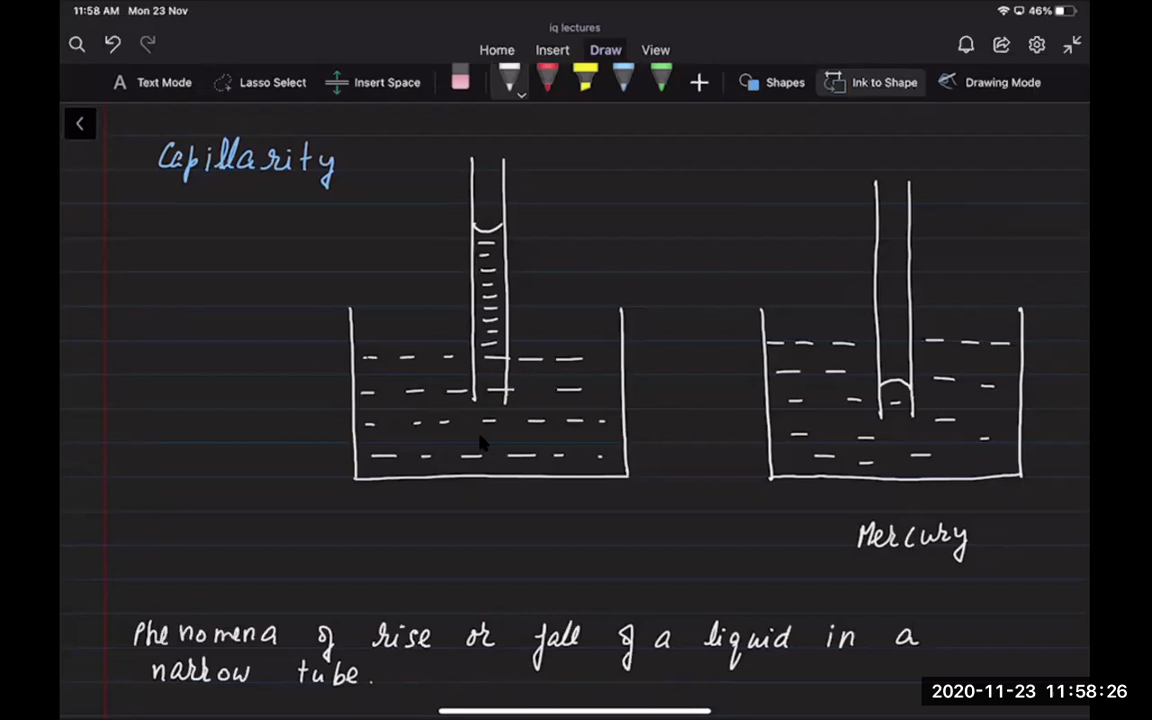 11:58 AM Mon 23 Nov
46%
iq lectures
Home Insert Draw View
Text Mode Lasso Select Insert Space Shapes Ink to Shape Drawing Mode
Capillarity
Mercury
Phenomena of rise or fall of a liquid in a
narrow tube.
2020-11-23 11:58:26